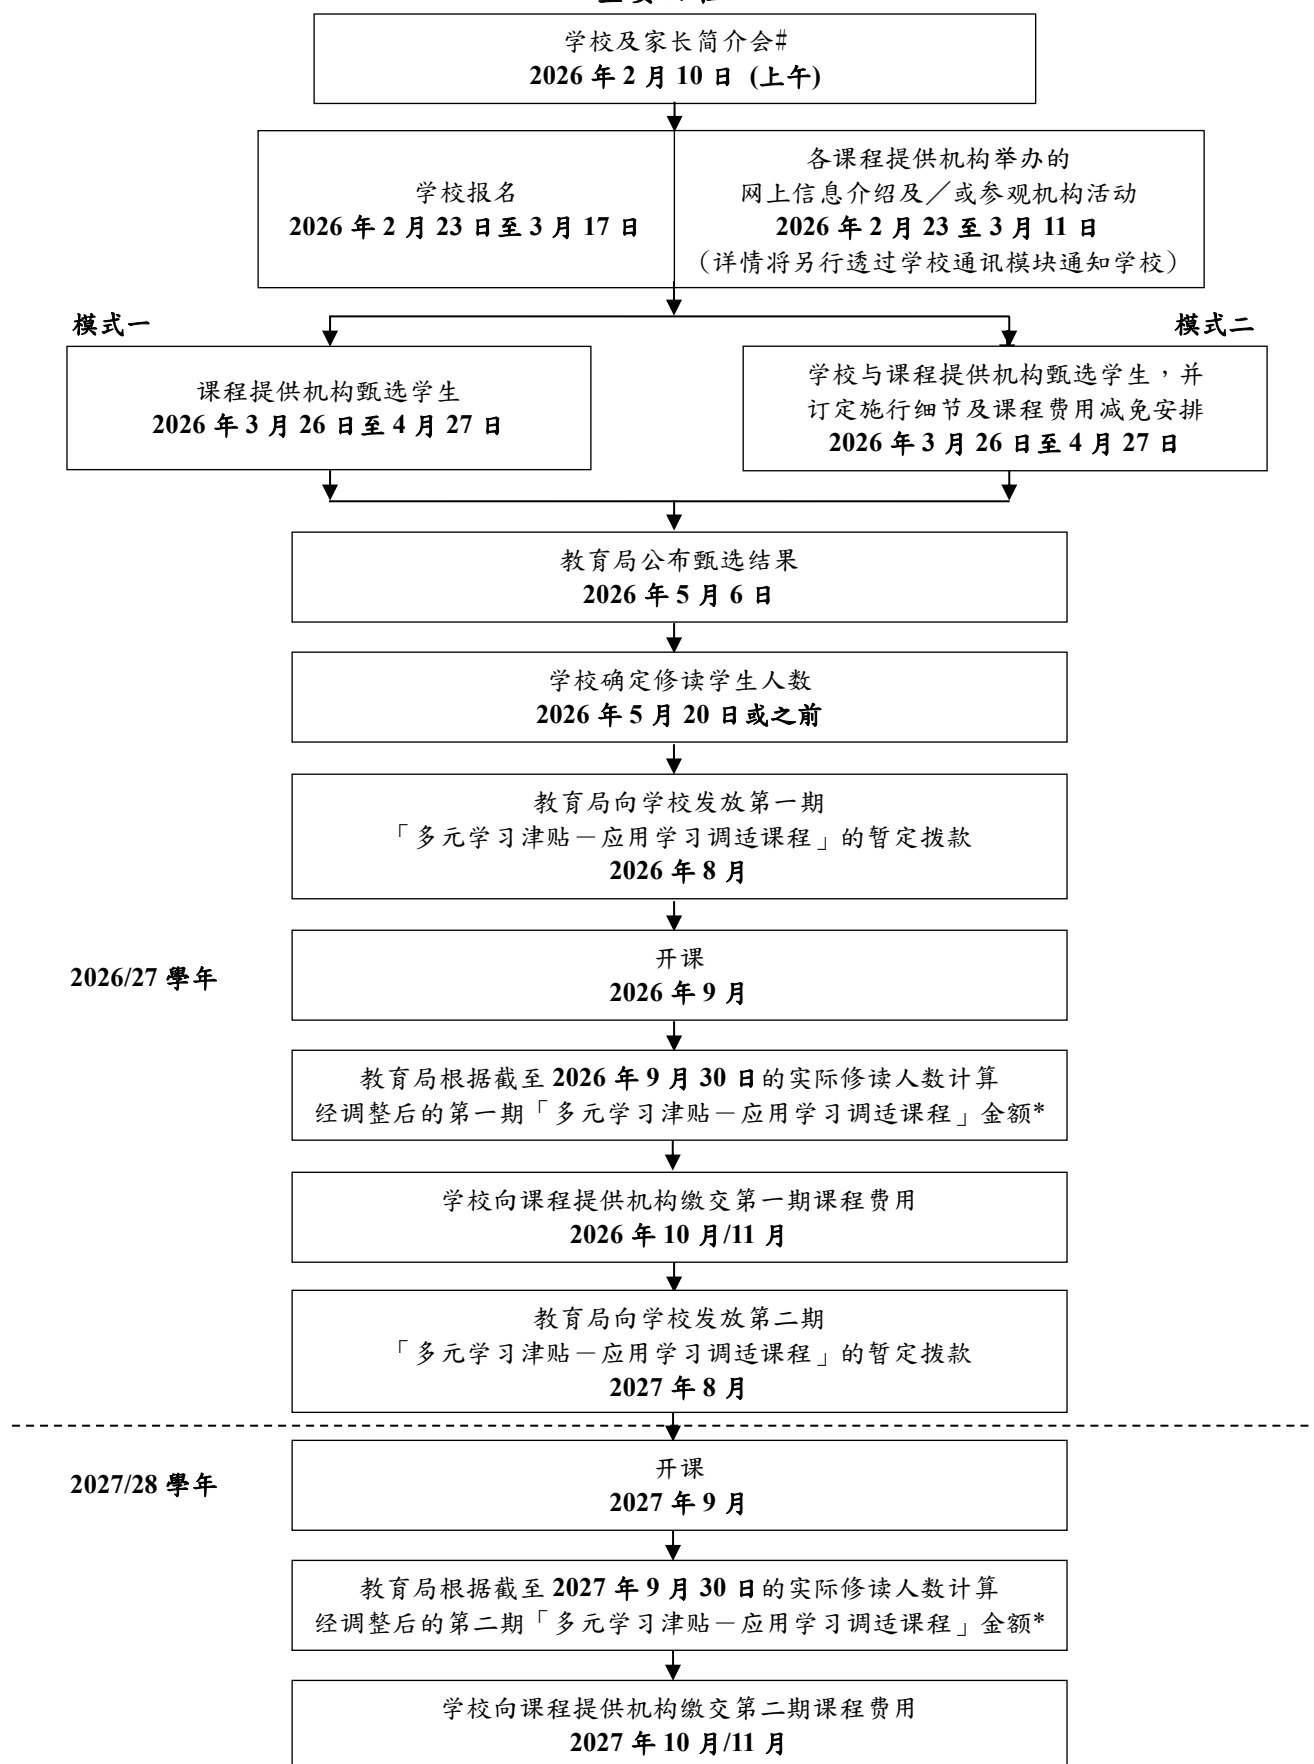 学校及家长简介会#
2026 年 2 月 10 日 (上午)
学校报名
2026 年 2 月 23 日至 3 月 17 日
各课程提供机构举办的
网上信息介绍及／或参观机构活动
2026 年 2 月 23 至 3 月 11 日
（详情将另行透过学校通讯模块通知学校）
模式一
模式二
课程提供机构甄选学生
2026 年 3 月 26 日至 4 月 27 日
学校与课程提供机构甄选学生，并
订定施行细节及课程费用减免安排
2026 年 3 月 26 日至 4 月 27 日
教育局公布甄选结果
2026 年 5 月 6 日
学校确定修读学生人数
2026 年 5 月 20 日或之前
教育局向学校发放第一期
「多元学习津贴－应用学习调适课程」的暂定拨款
2026 年 8 月
2026/27 學年
开课
2026 年 9 月
教育局根据截至 2026 年 9 月 30 日的实际修读人数计算
经调整后的第一期「多元学习津贴－应用学习调适课程」金额*
学校向课程提供机构缴交第一期课程费用
2026 年 10 月/11 月
教育局向学校发放第二期
「多元学习津贴－应用学习调适课程」的暂定拨款
2027 年 8 月
2027/28 學年
开课
2027 年 9 月
教育局根据截至 2027 年 9 月 30 日的实际修读人数计算
经调整后的第二期「多元学习津贴－应用学习调适课程」金额*
学校向课程提供机构缴交第二期课程费用
2027 年 10 月/11 月